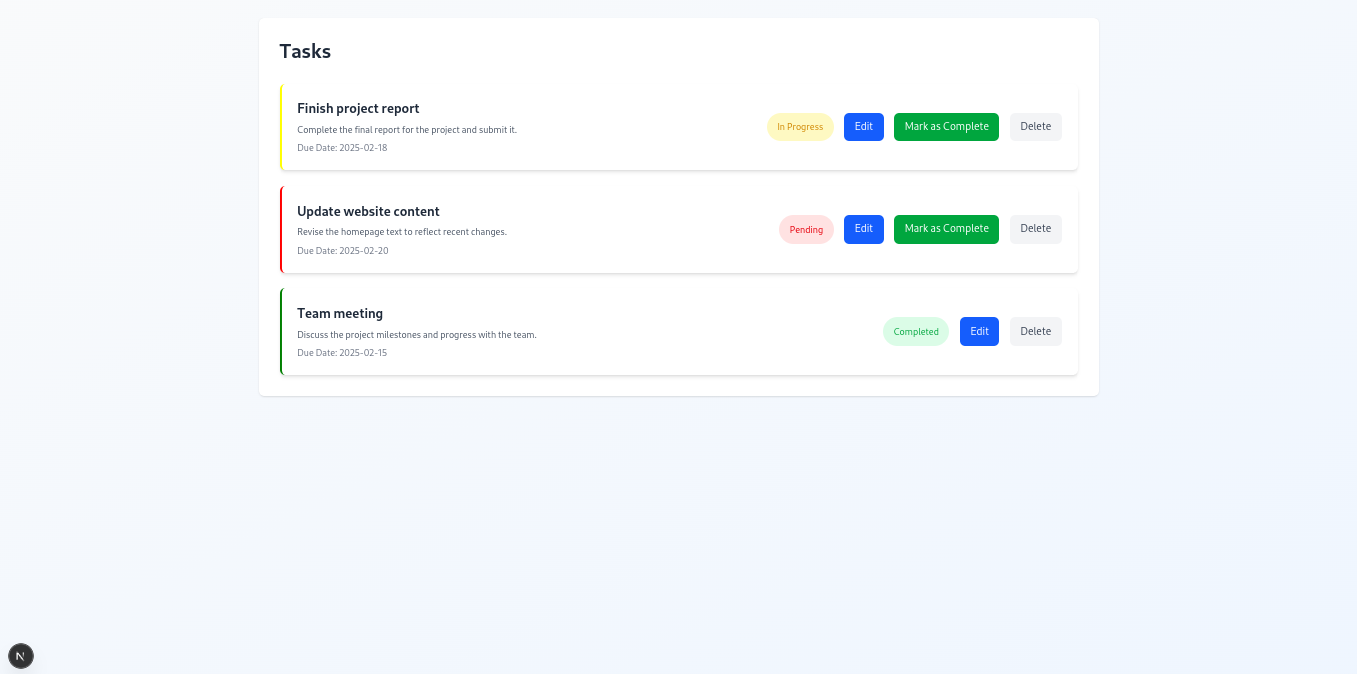 Tasks
Finish project report
Complete the final report for the project and submit it.
Due Date: 2025-02-18
In Progress
Edit
Mark as Complete
Delete
Update website content
Revise the homepage text to reflect recent changes.
Due Date: 2025-02-20
Pending
Edit
Mark as Complete
Delete
Team meeting
Discuss the project milestones and progress with the team.
Due Date: 2025-02-15
Completed
Edit
Delete
N